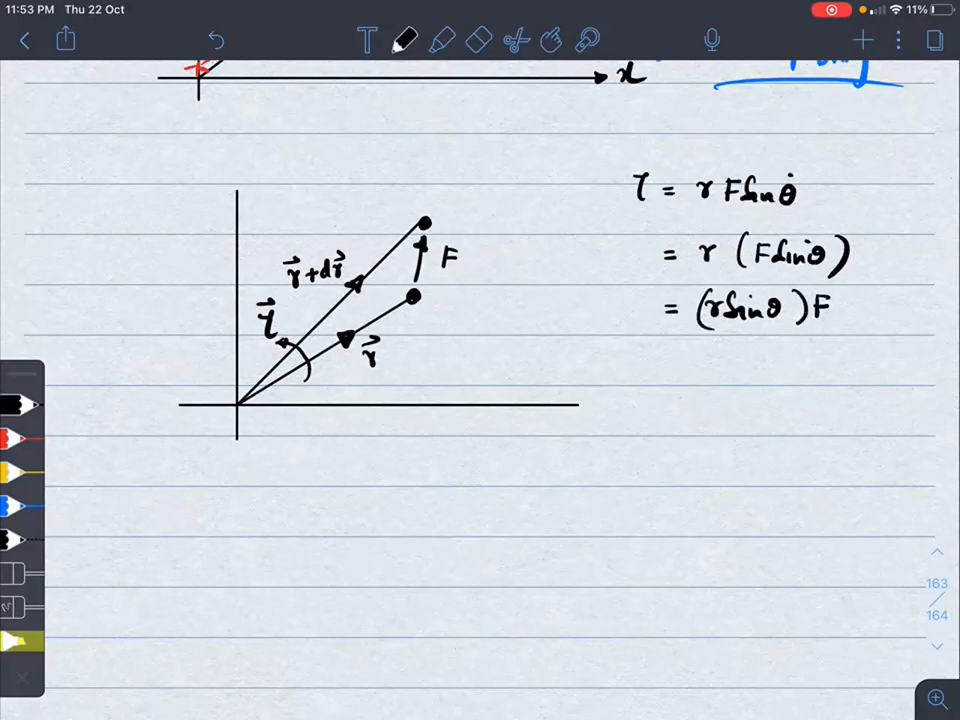 11:53 PM Thu 22 Oct
11%
x
τ = r F sin θ
= r (F sin θ)
= (r sin θ) F
r⃗+dr⃗
F
τ⃗
r⃗
163
/
164